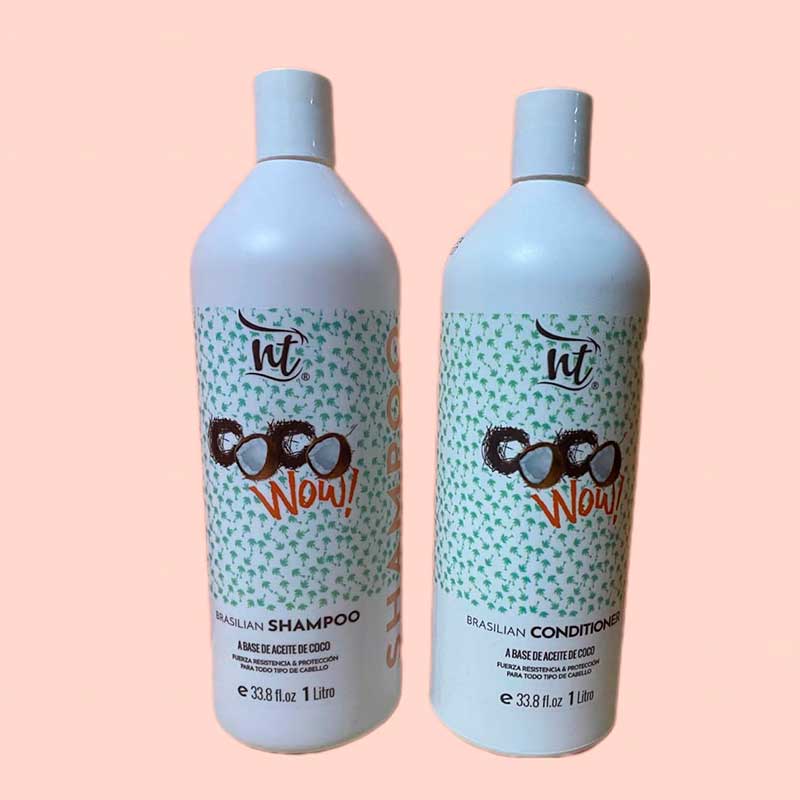 nt®
COCO
Wow!
SHAMPOO
BRASILIAN SHAMPOO
A BASE DE ACEITE DE COCO
FUERZA RESISTENCIA & PROTECCIÓN
PARA TODO TIPO DE CABELLO
e 33.8 fl.oz 1 Litro
nt®
COCO
Wow!
BRASILIAN CONDITIONER
A BASE DE ACEITE DE COCO
FUERZA RESISTENCIA & PROTECCIÓN
PARA TODO TIPO DE CABELLO
e 33.8 fl.oz 1 Litro